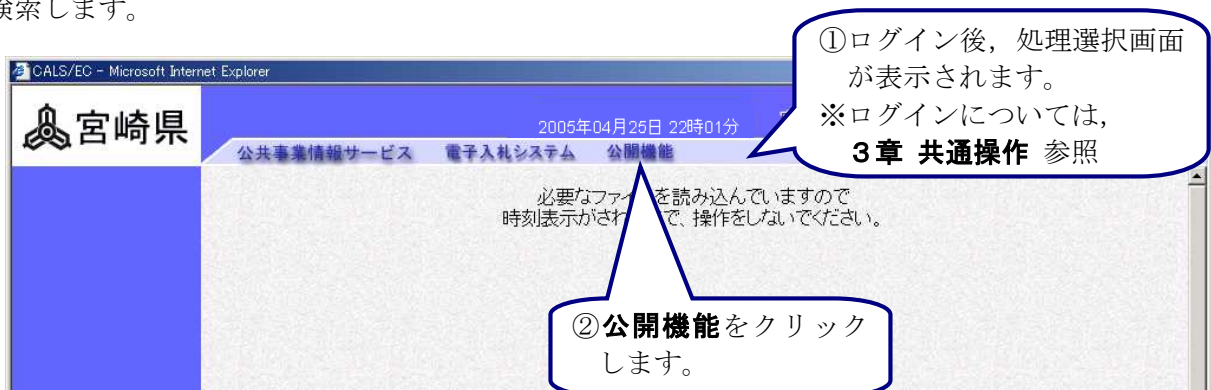 検索します。
①ログイン後，処理選択画面
が表示されます。
※ログインについては，
３章 共通操作 参照
CALS/EC - Microsoft Internet Explorer
宮崎県
2005年04月25日 22時01分
公共事業情報サービス 電子入札システム 公開機能
必要なファイ を読み込んでいますので
時刻表示がされ で、操作をしないでください。
②公開機能をクリック
します。